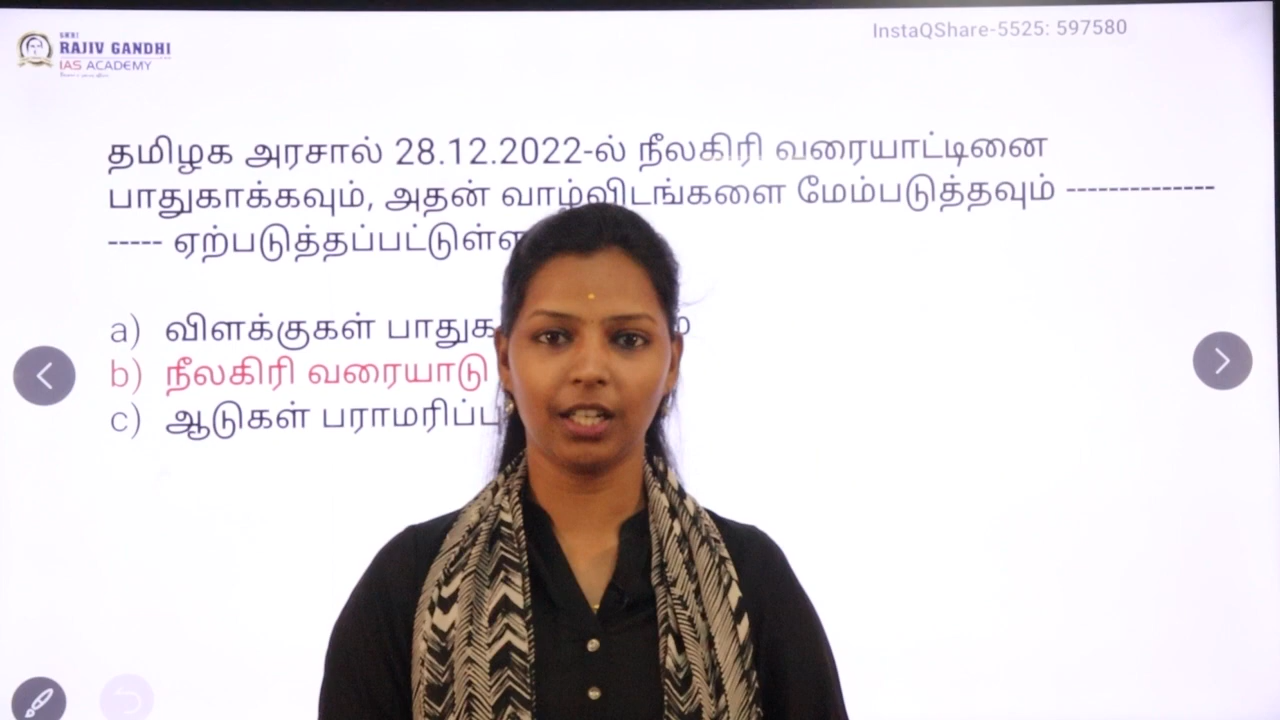 SHRI
RAJIV GANDHI
IAS ACADEMY
InstaQShare-5525: 597580
தமிழக அரசால் 28.12.2022-ல் நீலகிரி வரையாட்டினை
பாதுகாக்கவும், அதன் வாழ்விடங்களை மேம்படுத்தவும் --------------
----- ஏற்படுத்தப்பட்டுள்
a) விளக்குகள் பாதுக
b) நீலகிரி வரையாடு
c) ஆடுகள் பராமரிப்பு